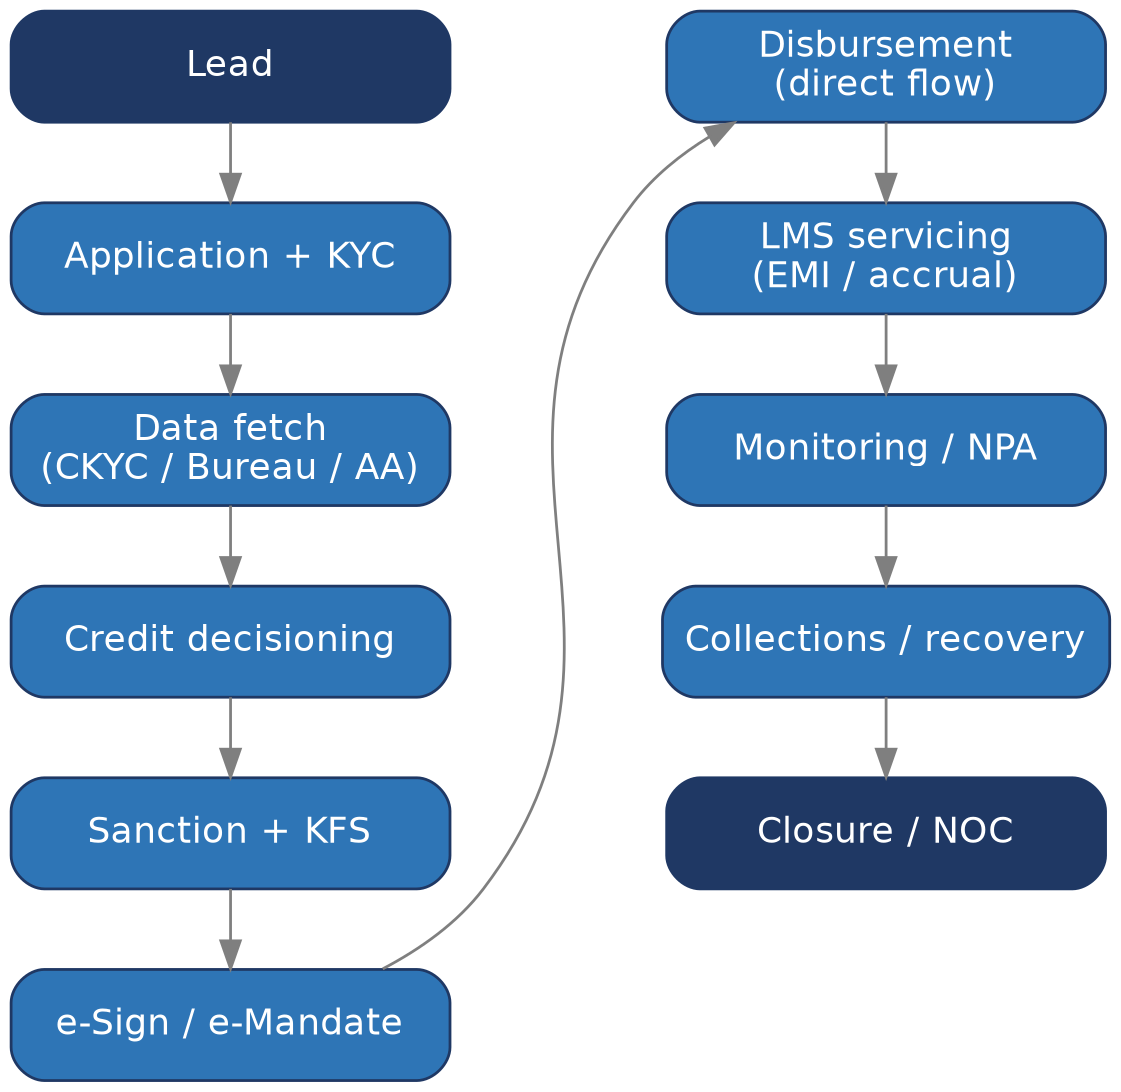 Lead
Application + KYC
Data fetch
(CKYC / Bureau / AA)
Credit decisioning
Sanction + KFS
e-Sign / e-Mandate
Disbursement
(direct flow)
LMS servicing
(EMI / accrual)
Monitoring / NPA
Collections / recovery
Closure / NOC